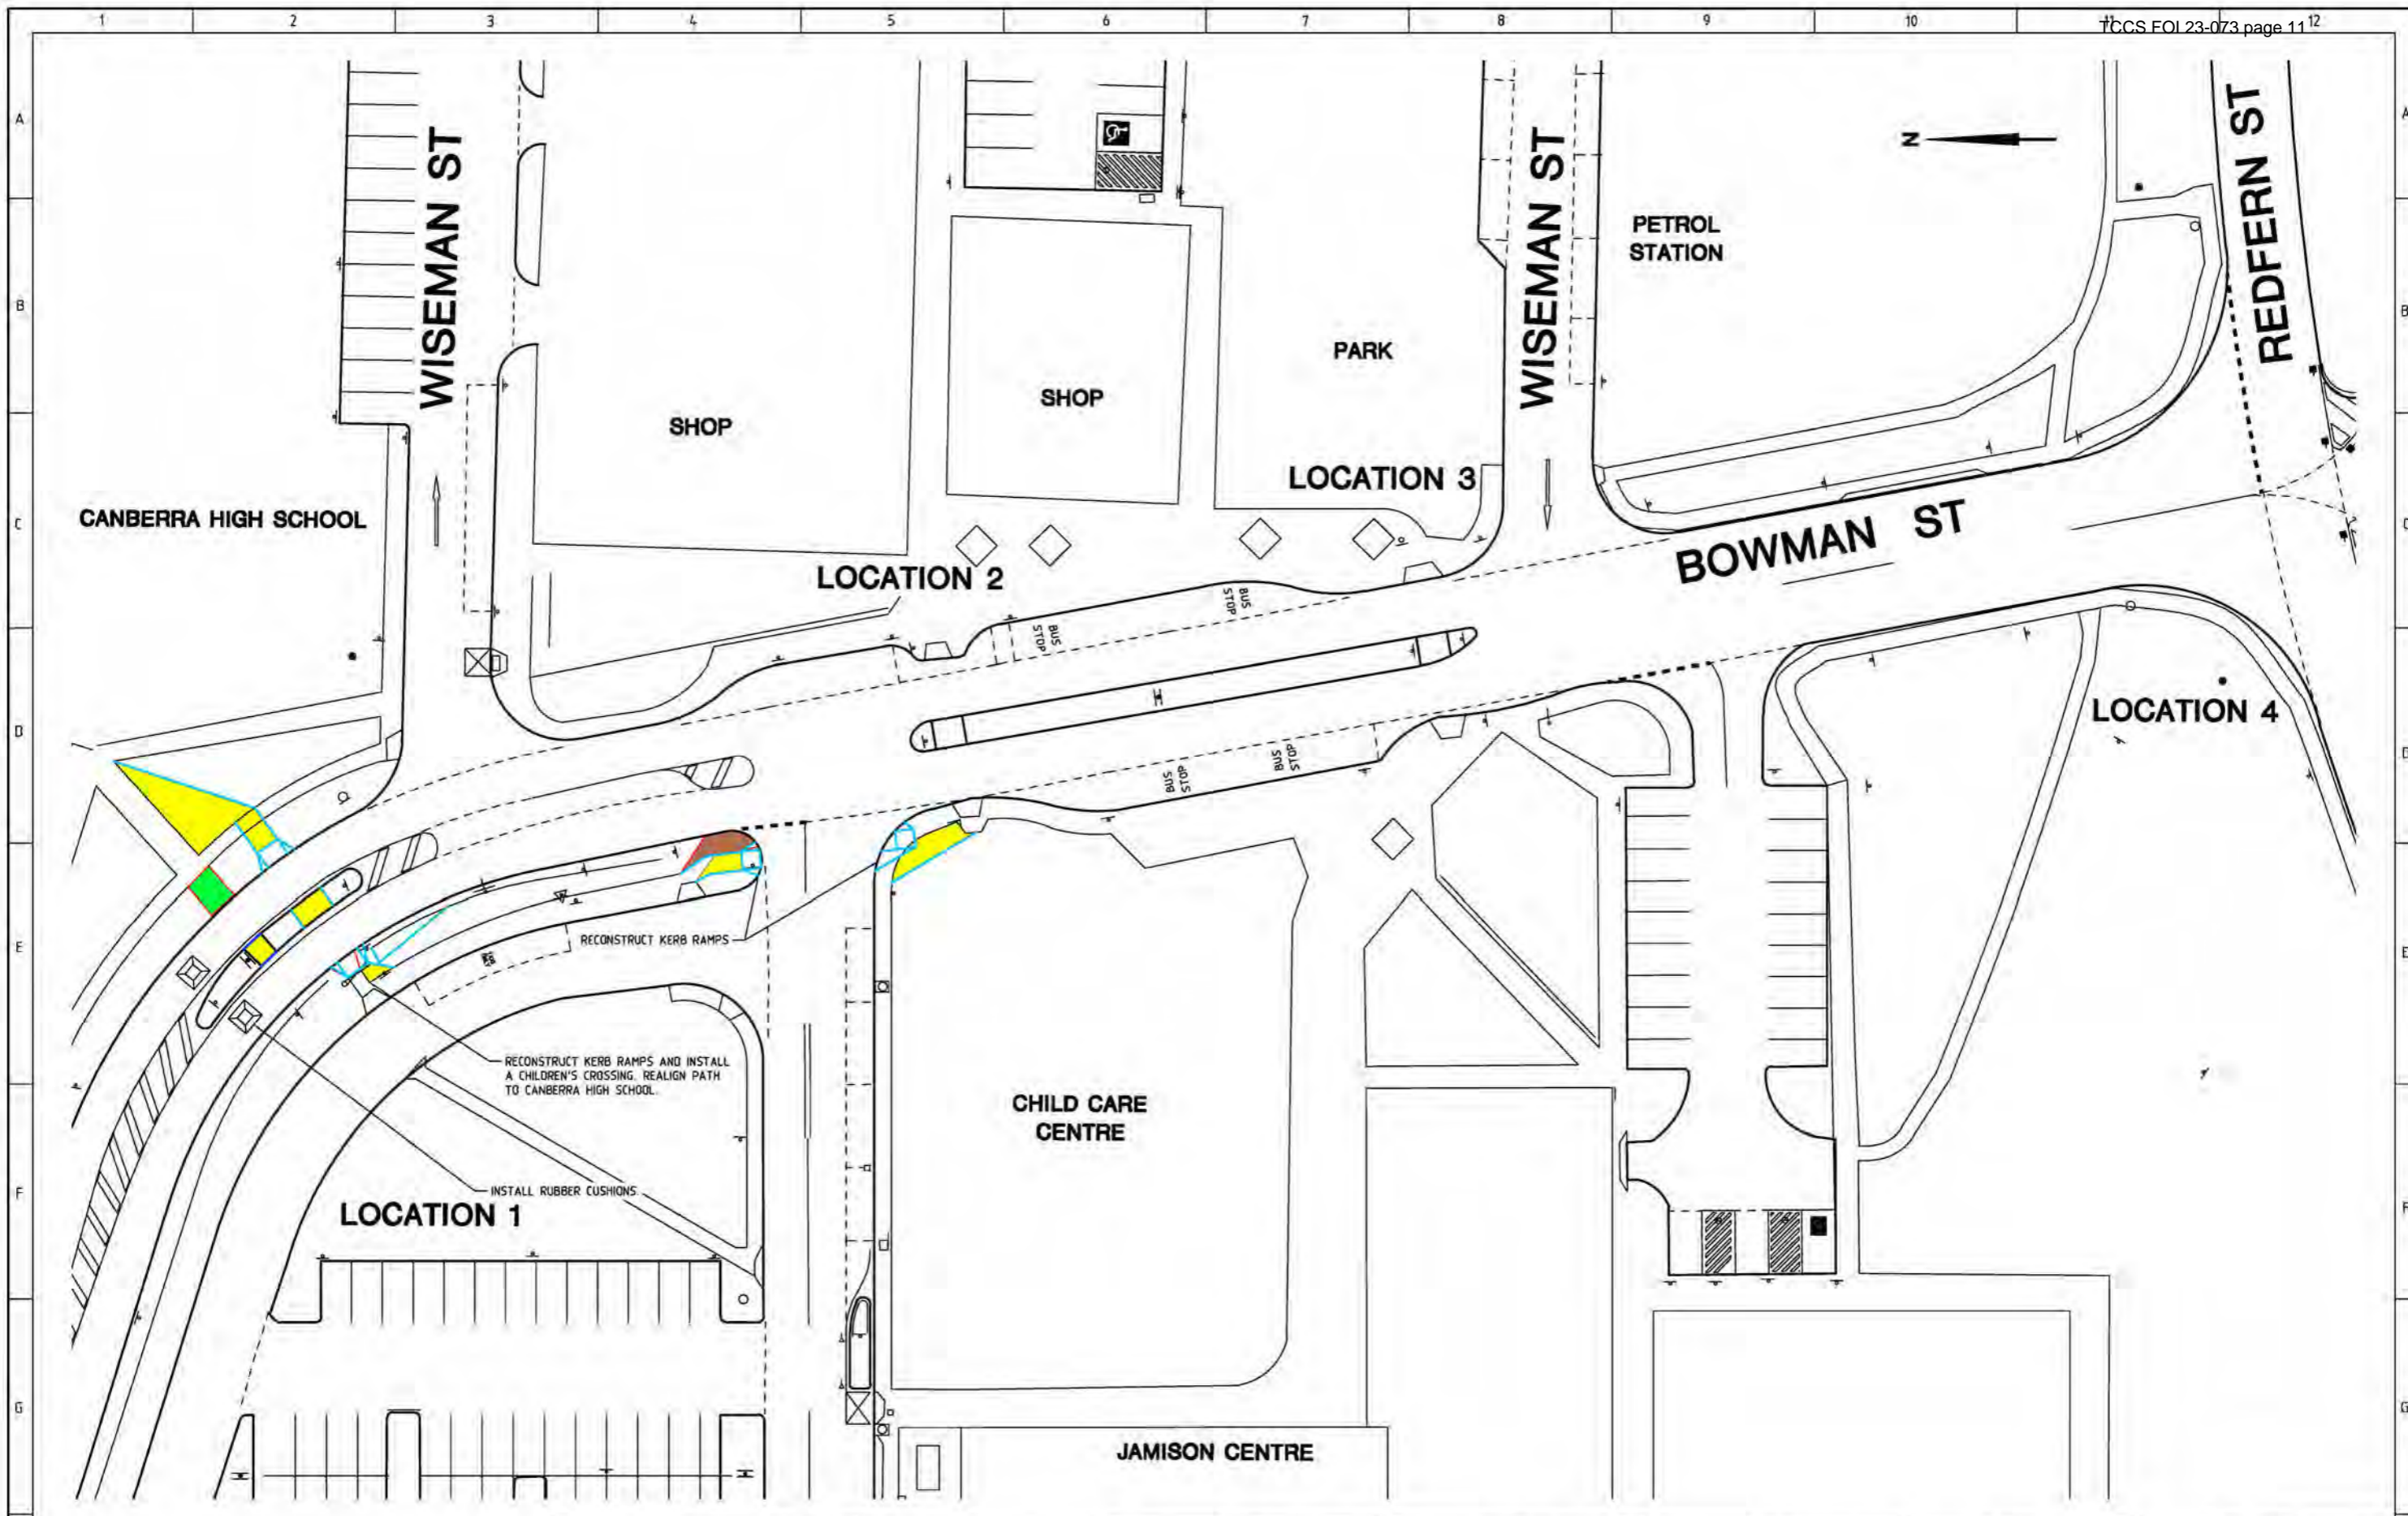 1 2 3 4 5 6 7 8 9 10 11 12
TCCS FOI 23-073 page 11
A
A
WISEMAN ST
WISEMAN ST
N
REDFERN ST
PETROL
STATION
B
B
PARK
SHOP
SHOP
LOCATION 3
CANBERRA HIGH SCHOOL
C
C
BOWMAN ST
LOCATION 2
BUS
STOP
BUS
STOP
D
D
LOCATION 4
BUS
STOP
BUS
STOP
E
E
RECONSTRUCT KERB RAMPS
RECONSTRUCT KERB RAMPS AND INSTALL
A CHILDREN'S CROSSING. REALIGN PATH
TO CANBERRA HIGH SCHOOL.
CHILD CARE
CENTRE
F
F
INSTALL RUBBER CUSHIONS.
LOCATION 1
G
G
JAMISON CENTRE